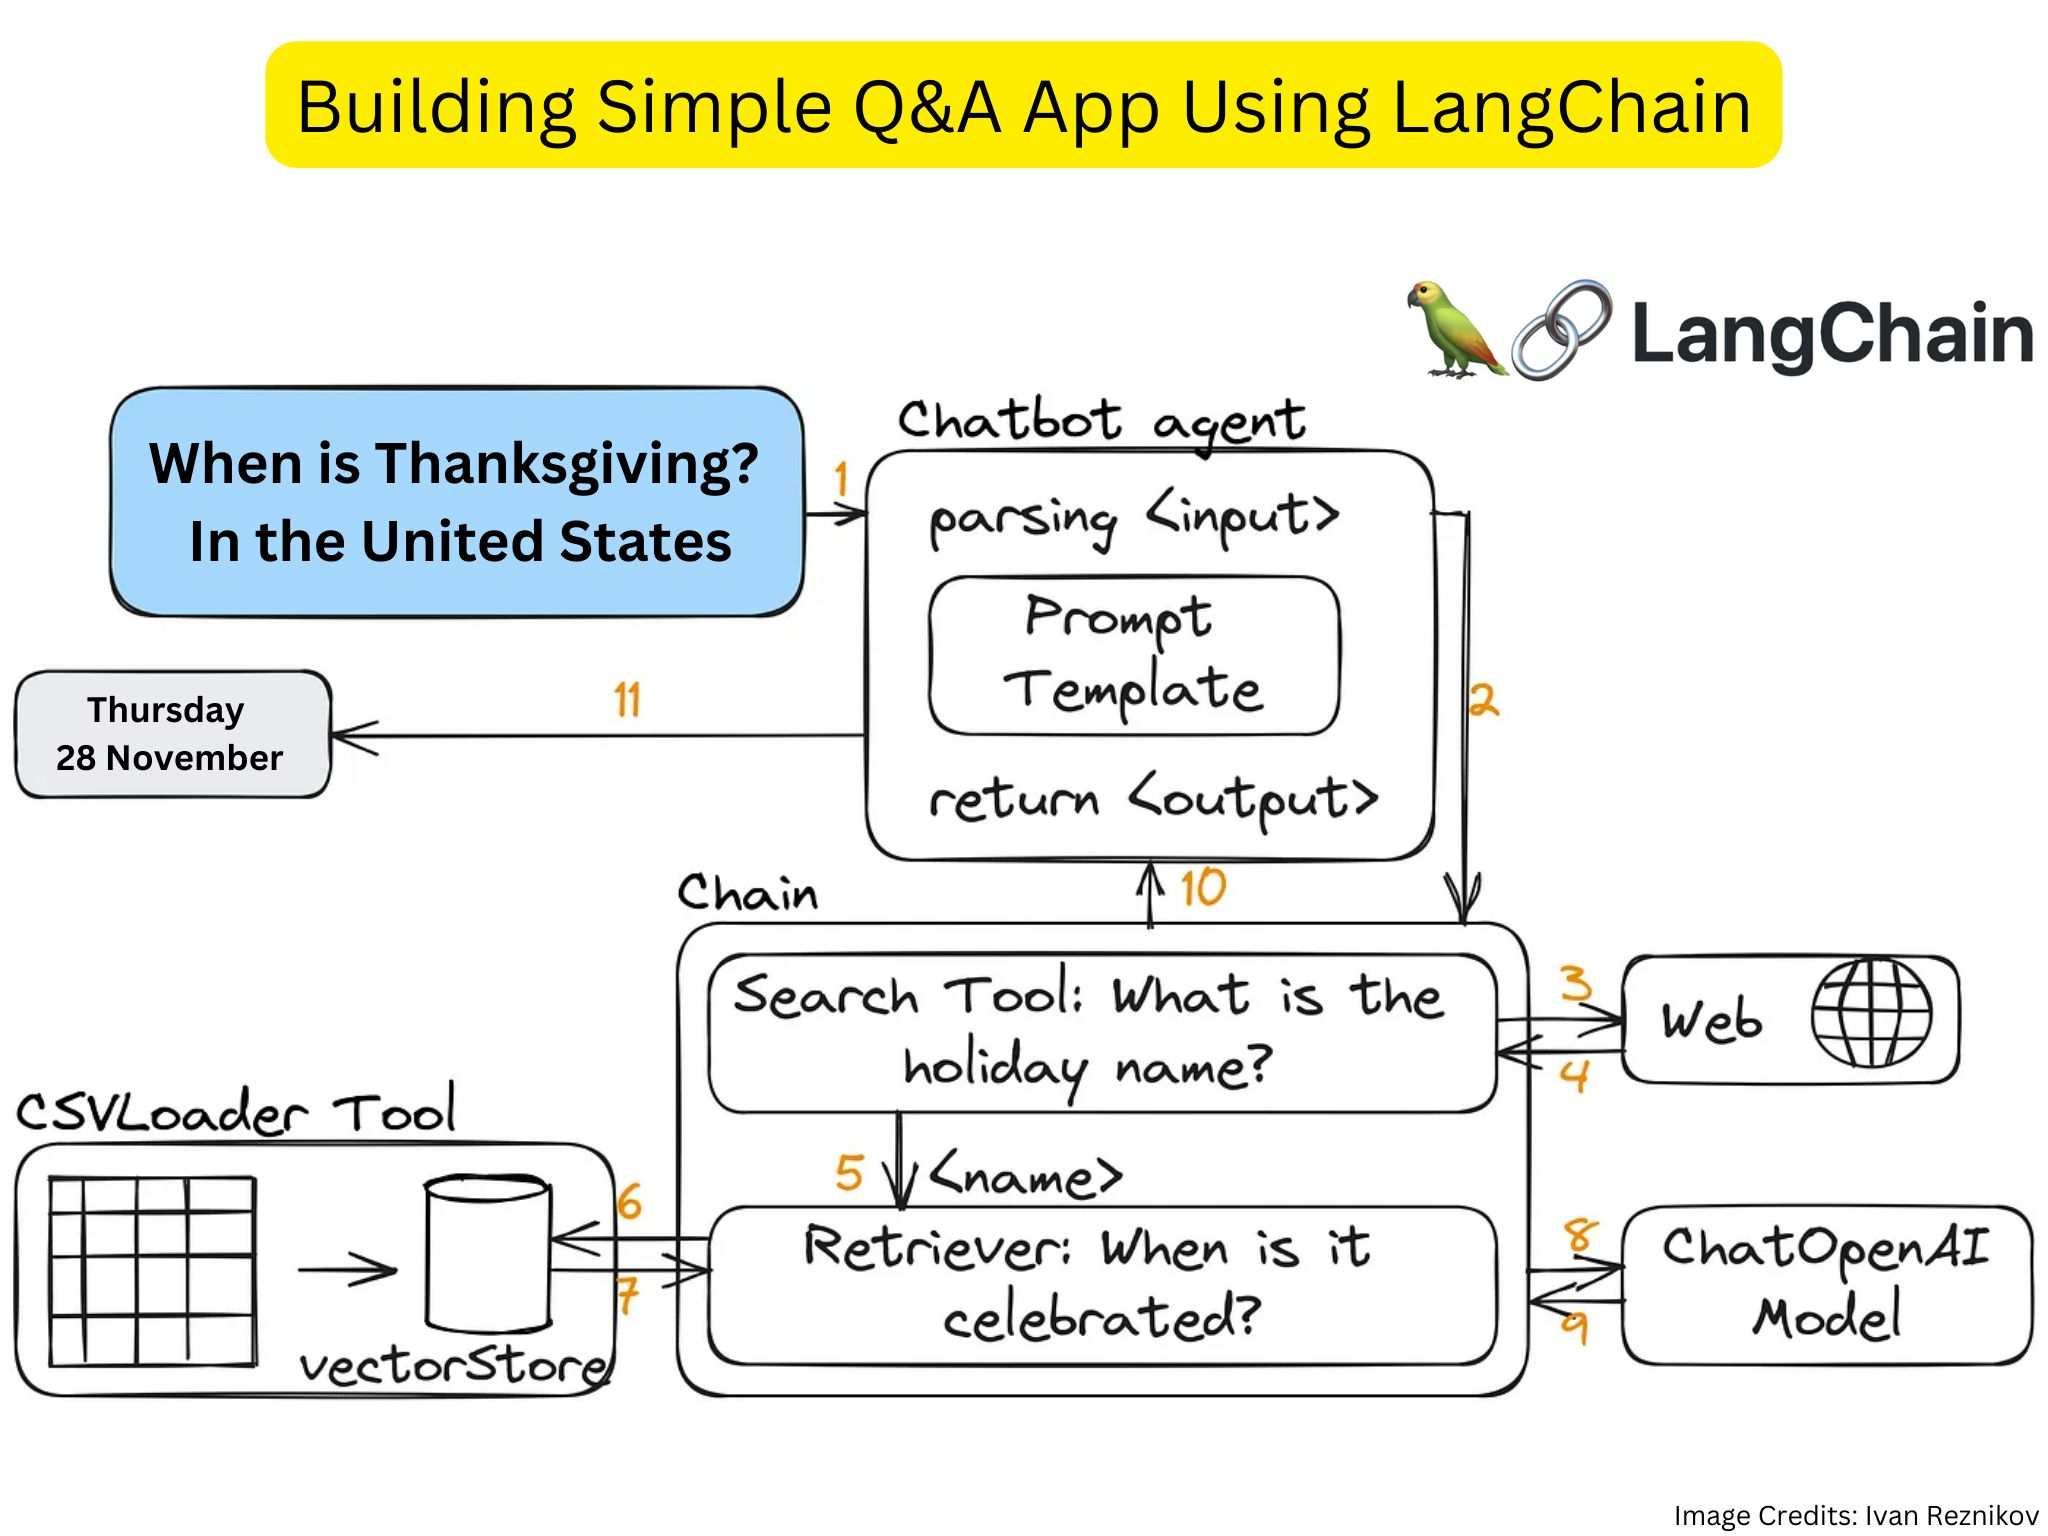 Building Simple Q&A App Using LangChain
LangChain
When is Thanksgiving?
In the United States
1
Chatbot agent
parsing <input>
Prompt
Template
return <output>
2
Thursday
28 November
11
10
Chain
Search Tool: What is the
holiday name?
3
4
Web
CSVLoader Tool
vectorStore
5
<name>
6
7
Retriever: When is it
celebrated?
8
9
ChatOpenAI
Model
Image Credits: Ivan Reznikov